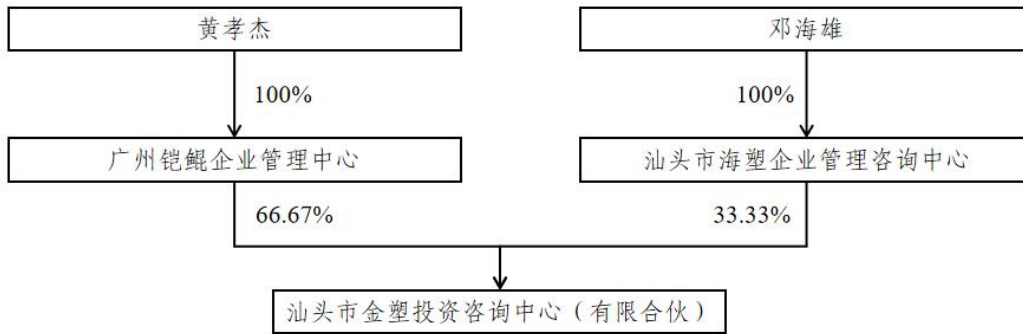 黄孝杰
邓海雄
100%
100%
广州铠鲲企业管理中心
汕头市海塑企业管理咨询中心
66.67%
33.33%
汕头市金塑投资咨询中心（有限合伙）